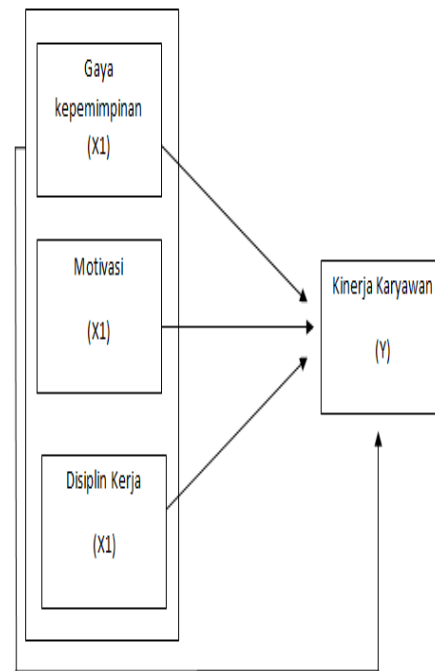 Gaya
kepemimpinan
(X1)
Motivasi
(X1)
Disiplin Kerja
(X1)
Kinerja Karyawan
(Y)